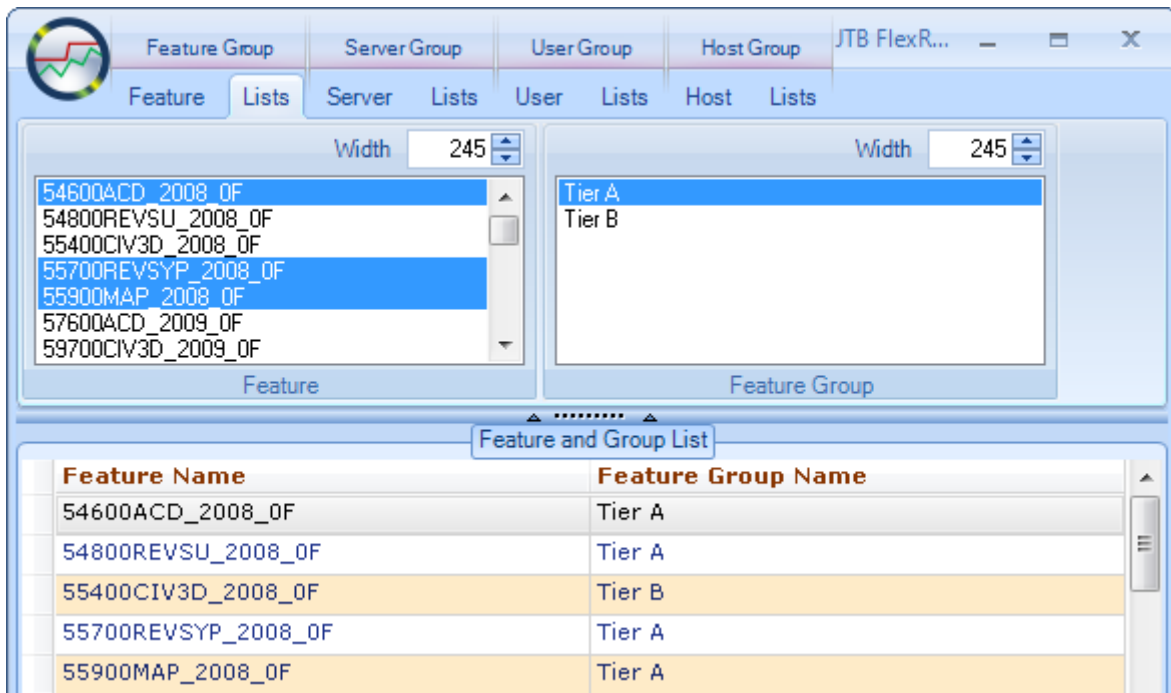 Feature Group Server Group User Group Host Group JTB FlexR...
Feature Lists Server Lists User Lists Host Lists
Width 245 Width 245
54600ACD_2008_0F
54800REVSU_2008_0F
55400CIV3D_2008_0F
55700REVSYP_2008_0F
55900MAP_2008_0F
57600ACD_2009_0F
59700CIV3D_2009_0F
Feature
Tier A
Tier B
Feature Group
Feature and Group List
Feature Name Feature Group Name
54600ACD_2008_0F Tier A
54800REVSU_2008_0F Tier A
55400CIV3D_2008_0F Tier B
55700REVSYP_2008_0F Tier A
55900MAP_2008_0F Tier A